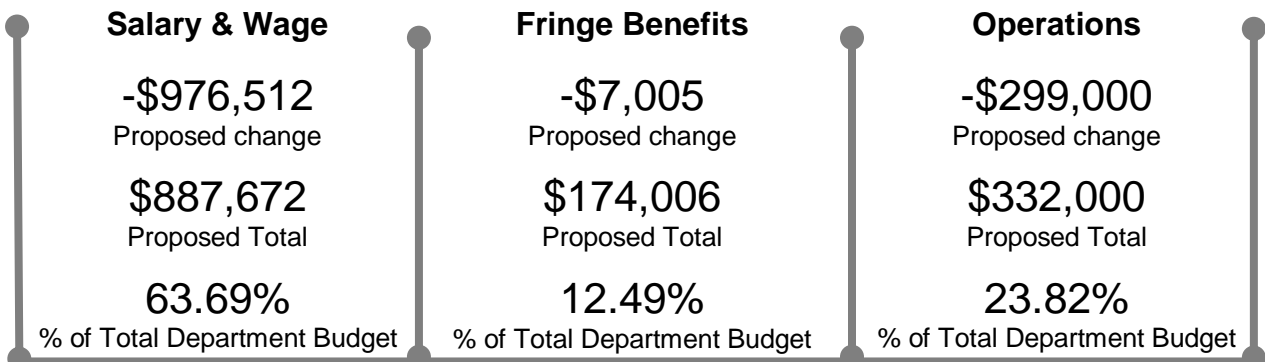 Salary & Wage
-$976,512
Proposed change
$887,672
Proposed Total
63.69%
% of Total Department Budget
Fringe Benefits
-$7,005
Proposed change
$174,006
Proposed Total
12.49%
% of Total Department Budget
Operations
-$299,000
Proposed change
$332,000
Proposed Total
23.82%
% of Total Department Budget